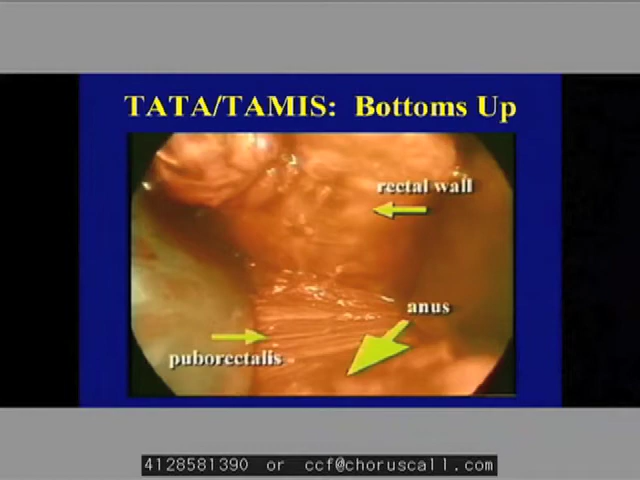 TATA/TAMIS: Bottoms Up
rectal wall
anus
puborectalis
4128581390 or ccf@choruscall.com